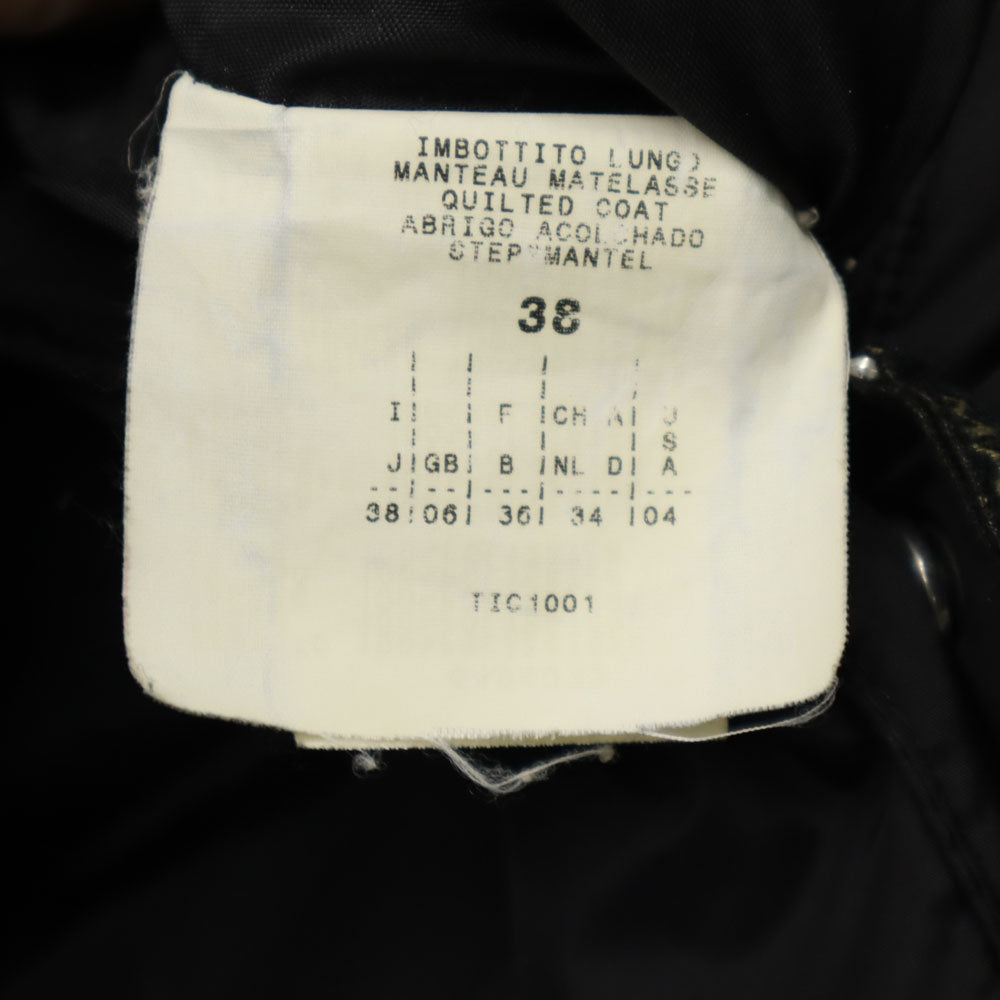 IMBOTTITO LUNGO
MANTEAU MATELASSE
QUILTED COAT
ABRIGO ACOLCHADO
STEPPMANTEL
38
I F CH A U
S
J GB B NL D A
38 06 36 34 04
TIC1001